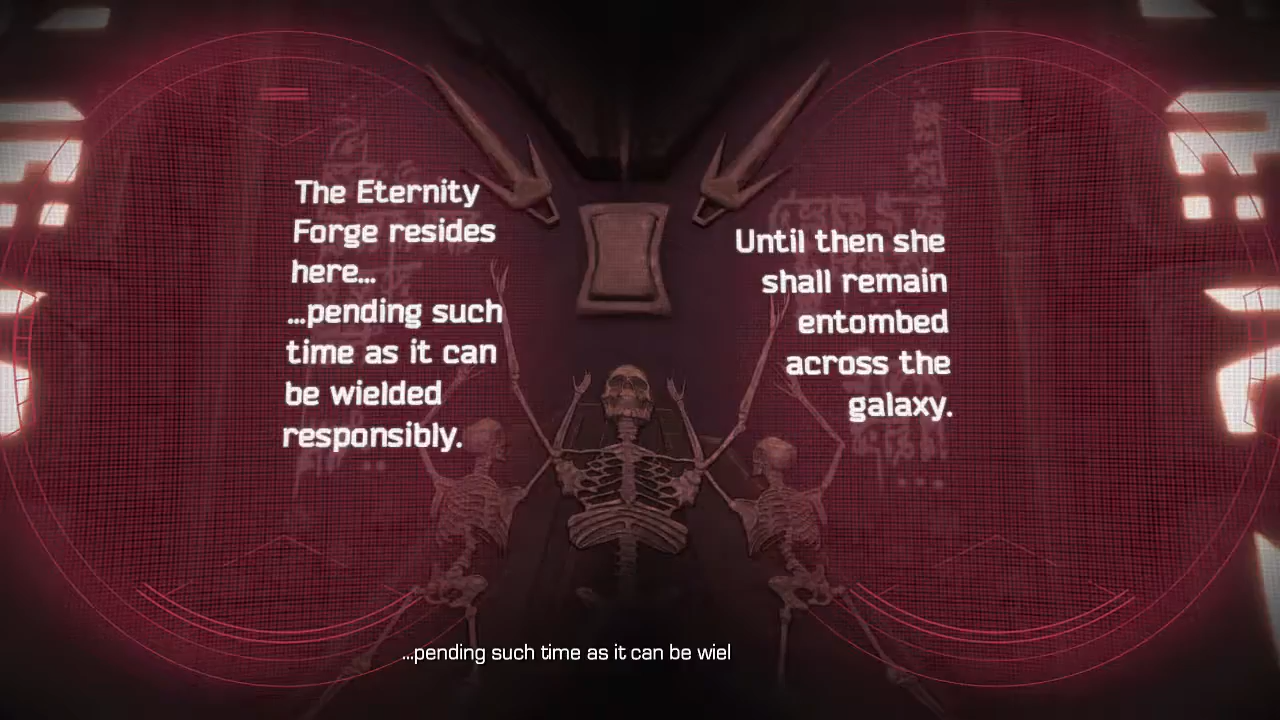 The Eternity
Forge resides
here...
...pending such
time as it can
be wielded
responsibly.
Until then she
shall remain
entombed
across the
galaxy.
...pending such time as it can be wiel